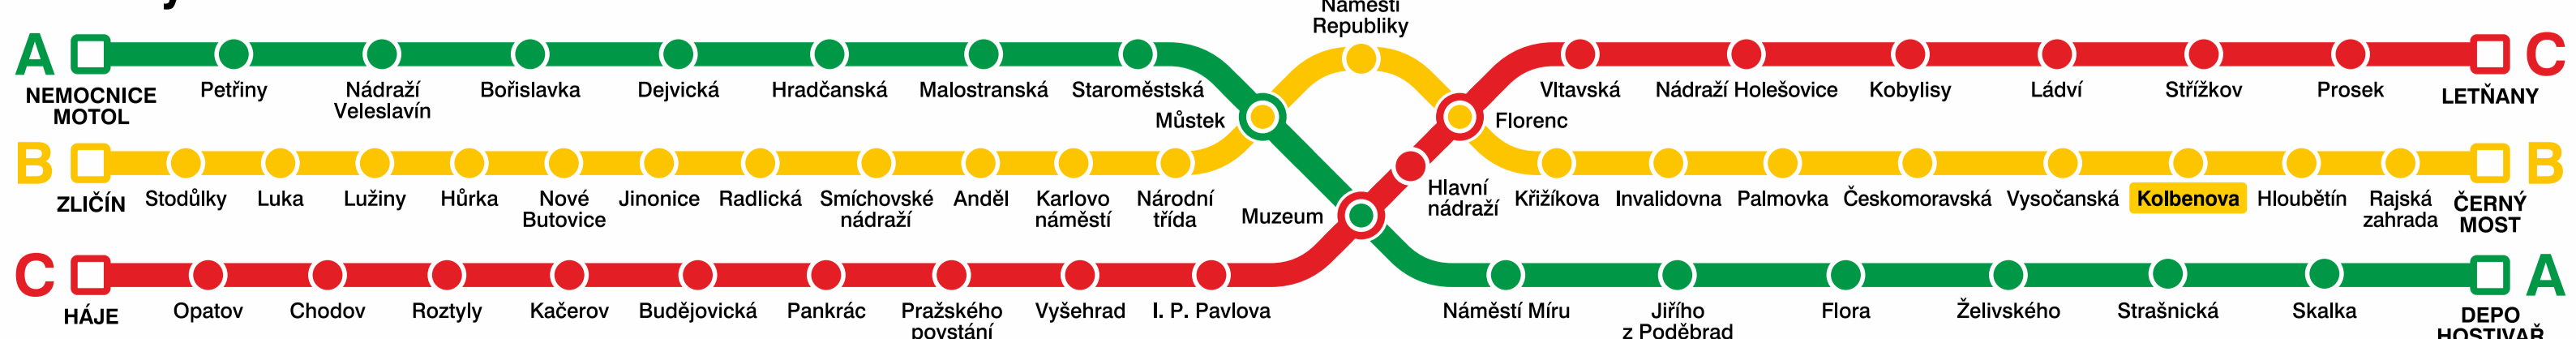 Náměstí
Republiky
A
C
Petřiny
Nádraží
Veleslavín
Bořislavka
Dejvická
Hradčanská
Malostranská
Staroměstská
Vltavská
Nádraží Holešovice
Kobylisy
Ládví
Střížkov
Prosek
NEMOCNICE
MOTOL
LETŇANY
Můstek
Florenc
B
B
ZLIČÍN
Stodůlky
Luka
Lužiny
Hůrka
Nové
Butovice
Jinonice
Radlická
Smíchovské
nádraží
Anděl
Karlovo
náměstí
Národní
třída
Muzeum
Hlavní
nádraží
Křižíkova
Invalidovna
Palmovka
Českomoravská
Vysočanská
Kolbenova
Hloubětín
Rajská
zahrada
ČERNÝ
MOST
C
A
HÁJE
Opatov
Chodov
Roztyly
Kačerov
Budějovická
Pankrác
Pražského
povstání
Vyšehrad
I. P. Pavlova
Náměstí Míru
Jiřího
z Poděbrad
Flora
Želivského
Strašnická
Skalka
DEPO
HOSTIVAŘ